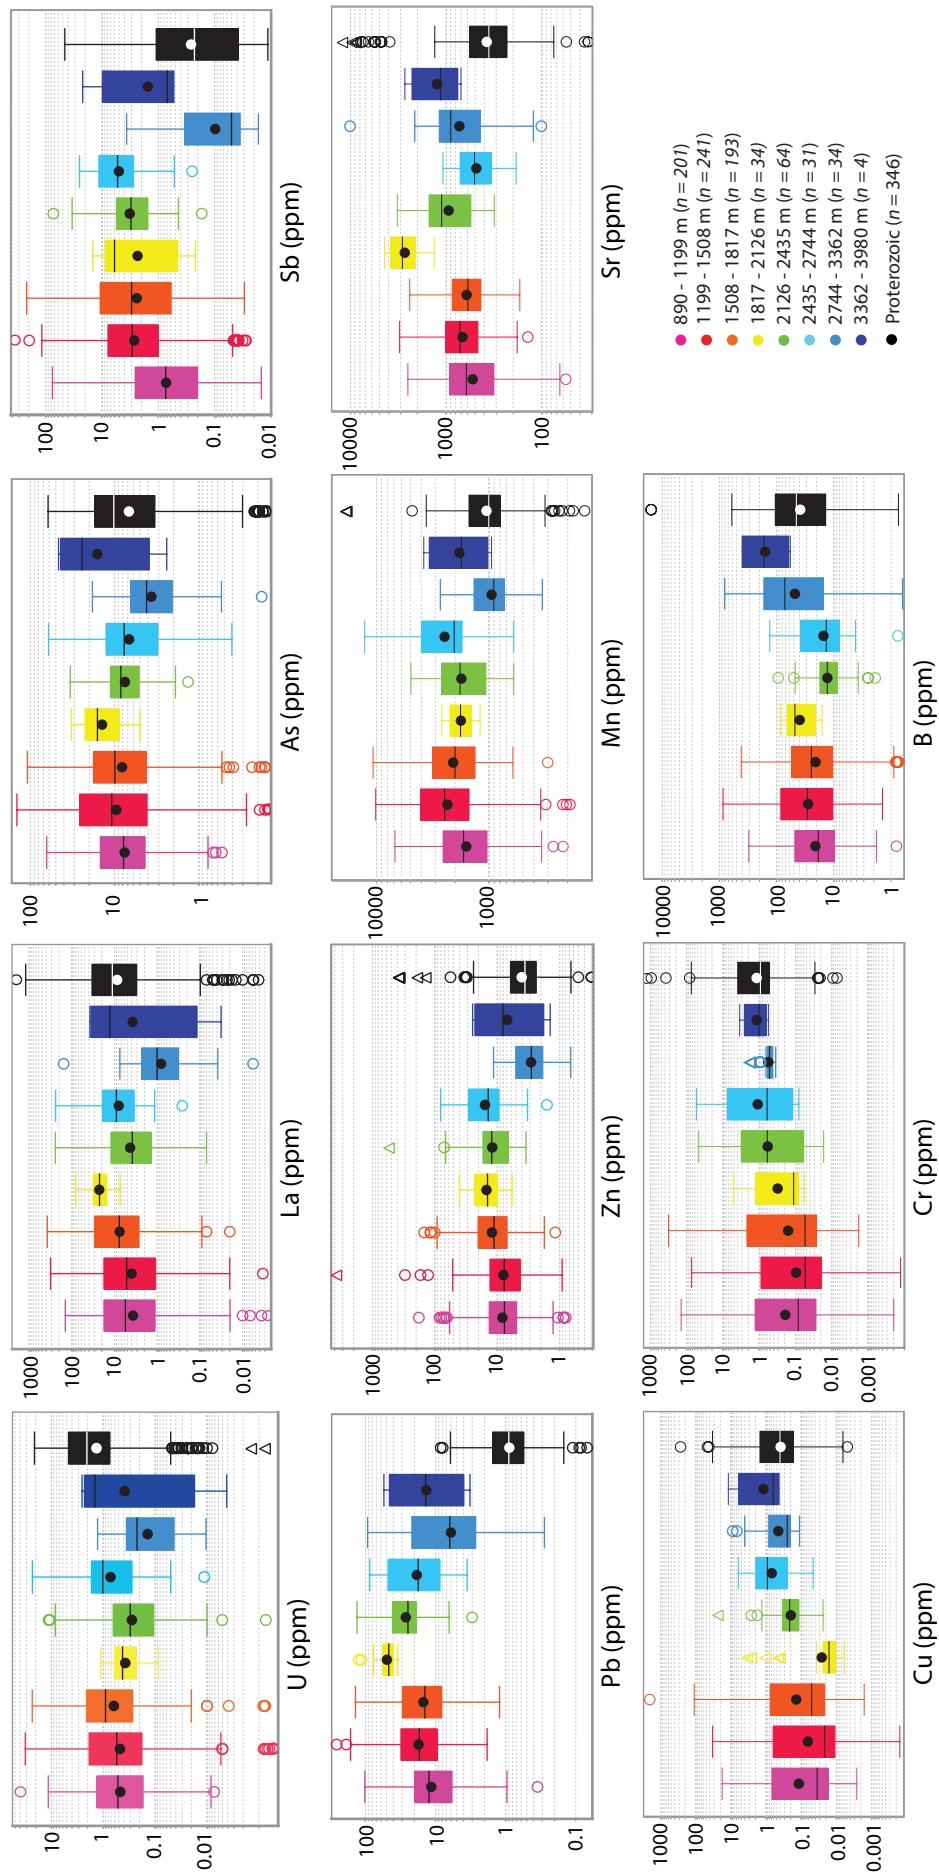 U (ppm)
10
1
0.1
0.01
La (ppm)
1000
100
10
1
0.1
0.01
As (ppm)
100
10
1
Sb (ppm)
100
10
1
0.1
0.01
Pb (ppm)
100
10
1
0.1
Zn (ppm)
1000
100
10
1
Mn (ppm)
10000
1000
Sr (ppm)
10000
1000
100
Cu (ppm)
1000
100
10
1
0.1
0.01
0.001
Cr (ppm)
1000
100
10
1
0.1
0.01
0.001
B (ppm)
10000
1000
100
10
1
890 - 1199 m (n = 201)
1199 - 1508 m (n = 241)
1508 - 1817 m (n = 193)
1817 - 2126 m (n = 34)
2126 - 2435 m (n = 64)
2435 - 2744 m (n = 31)
2744 - 3362 m (n = 34)
3362 - 3980 m (n = 4)
Proterozoic (n = 346)